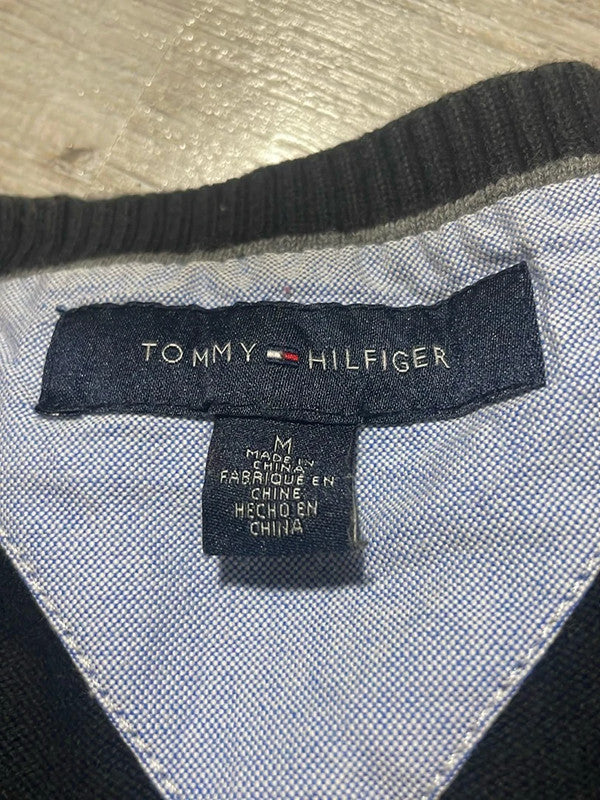 TOMMY HILFIGER
M
MADE IN
CHINA
FABRIQUE EN
CHINE
HECHO EN
CHINA